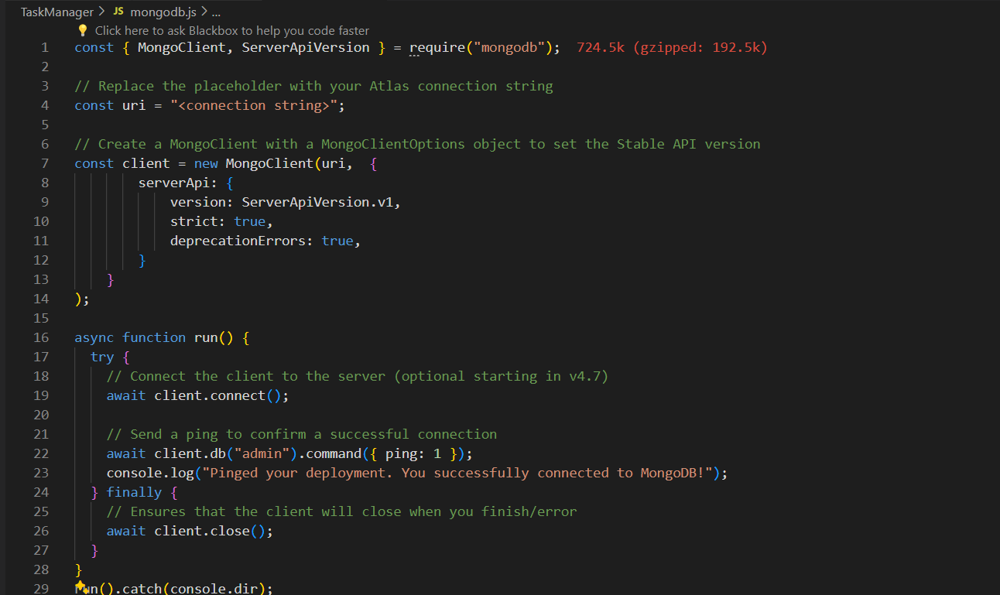 TaskManager > JS mongodb.js > ...
Click here to ask Blackbox to help you code faster
1 const { MongoClient, ServerApiVersion } = require("mongodb"); 724.5k (gzipped: 192.5k)
2
3 // Replace the placeholder with your Atlas connection string
4 const uri = "<connection string>";
5
6 // Create a MongoClient with a MongoClientOptions object to set the Stable API version
7 const client = new MongoClient(uri,  {
8         serverApi: {
9             version: ServerApiVersion.v1,
10             strict: true,
11             deprecationErrors: true,
12         }
13     }
14 );
15
16 async function run() {
17   try {
18     // Connect the client to the server (optional starting in v4.7)
19     await client.connect();
20
21     // Send a ping to confirm a successful connection
22     await client.db("admin").command({ ping: 1 });
23     console.log("Pinged your deployment. You successfully connected to MongoDB!");
24   } finally {
25     // Ensures that the client will close when you finish/error
26     await client.close();
27   }
28 }
29 run().catch(console.dir);